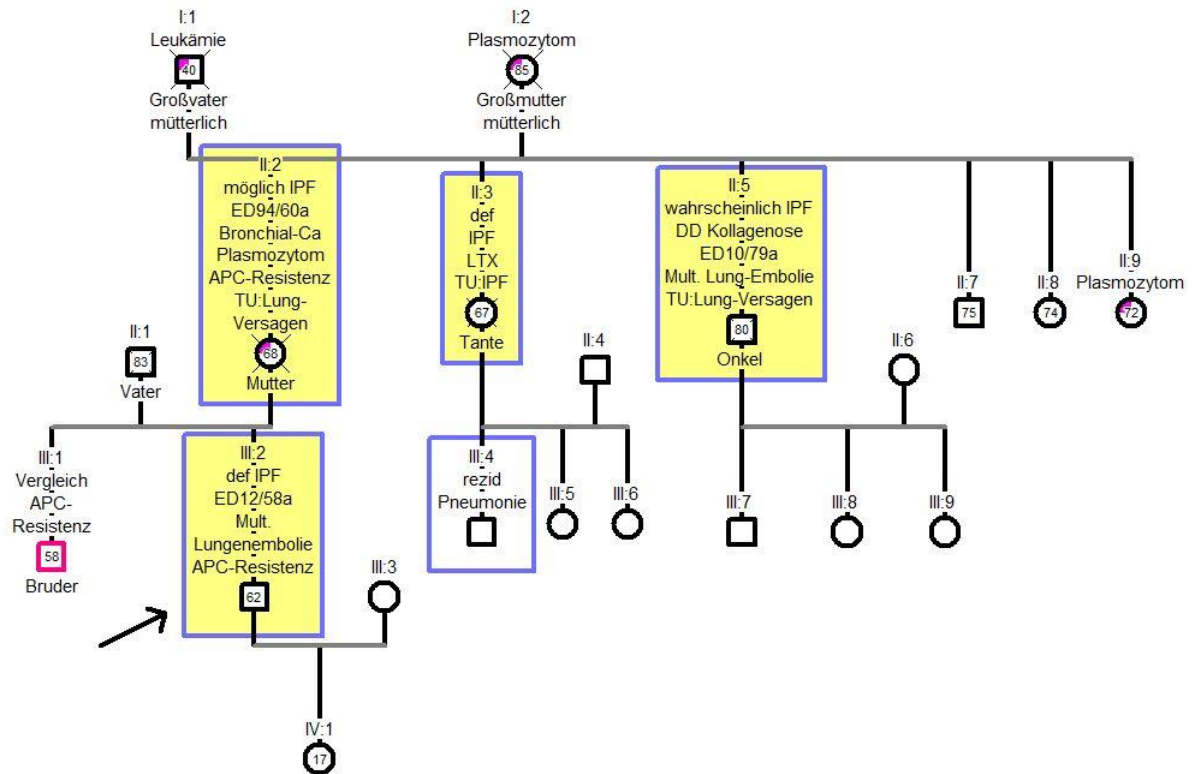 I:1
Leukämie
40
Großvater
mütterlich
I:2
Plasmozytom
85
Großmutter
mütterlich
II:1
83
Vater
II:2
möglich IPF
ED94/60a
Bronchial-Ca
Plasmozytom
APC-Resistenz
TU:Lung-
Versagen
68
Mutter
II:3
def
IPF
LTX
TU:IPF
67
Tante
II:4
II:5
wahrscheinlich IPF
DD Kollagenose
ED10/79a
Mult. Lung-Embolie
TU:Lung-Versagen
80
Onkel
II:6
II:7
75
II:8
74
II:9
Plasmozytom
72
III:1
Vergleich
APC-
Resistenz
58
Bruder
III:2
def IPF
ED12/58a
Mult.
Lungenembolie
APC-Resistenz
62
III:3
III:4
rezid
Pneumonie
III:5
III:6
III:7
III:8
III:9
IV:1
17